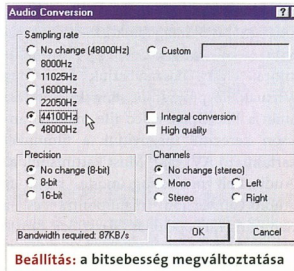 Audio Conversion
Sampling rate
No change (48000Hz)
Custom
8000Hz
11025Hz
16000Hz
22050Hz
44100Hz
Integral conversion
48000Hz
High quality
Precision
Channels
No change (8-bit)
No change (stereo)
8-bit
Mono
Left
16-bit
Stereo
Right
Bandwidth required: 87KB/s
OK
Cancel
Beállítás: a bitsebesség megváltoztatása